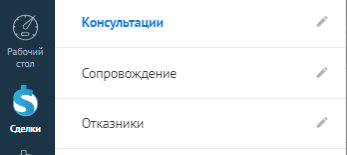 Консультации
Рабочий
стол
Сопровождение
Сделки
Отказники